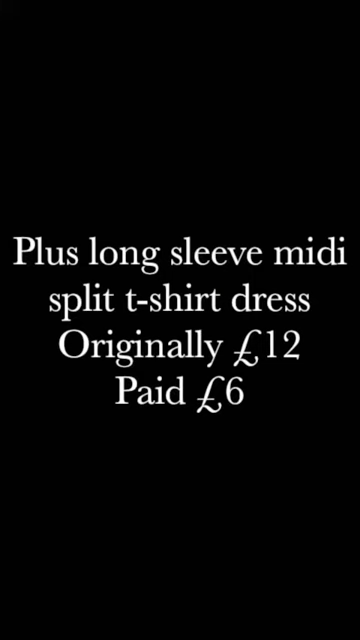 Plus long sleeve midi
split t-shirt dress
Originally £12
Paid £6